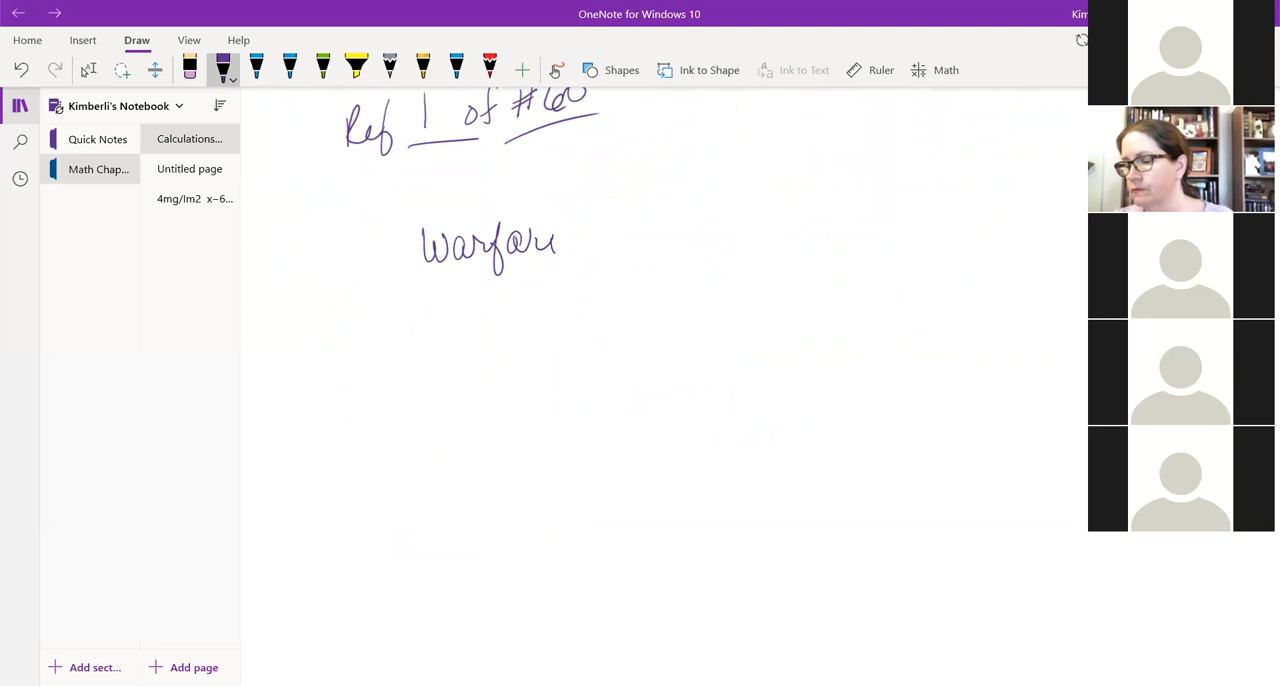 OneNote for Windows 10
Kim
Home Insert Draw View Help
Shapes Ink to Shape Ink to Text Ruler Math
Kimberli's Notebook
Quick Notes
Math Chap...
Calculations...
Untitled page
4mg/lm2 x–6...
Ref 1 of #60
Warfari
Add sect...
Add page